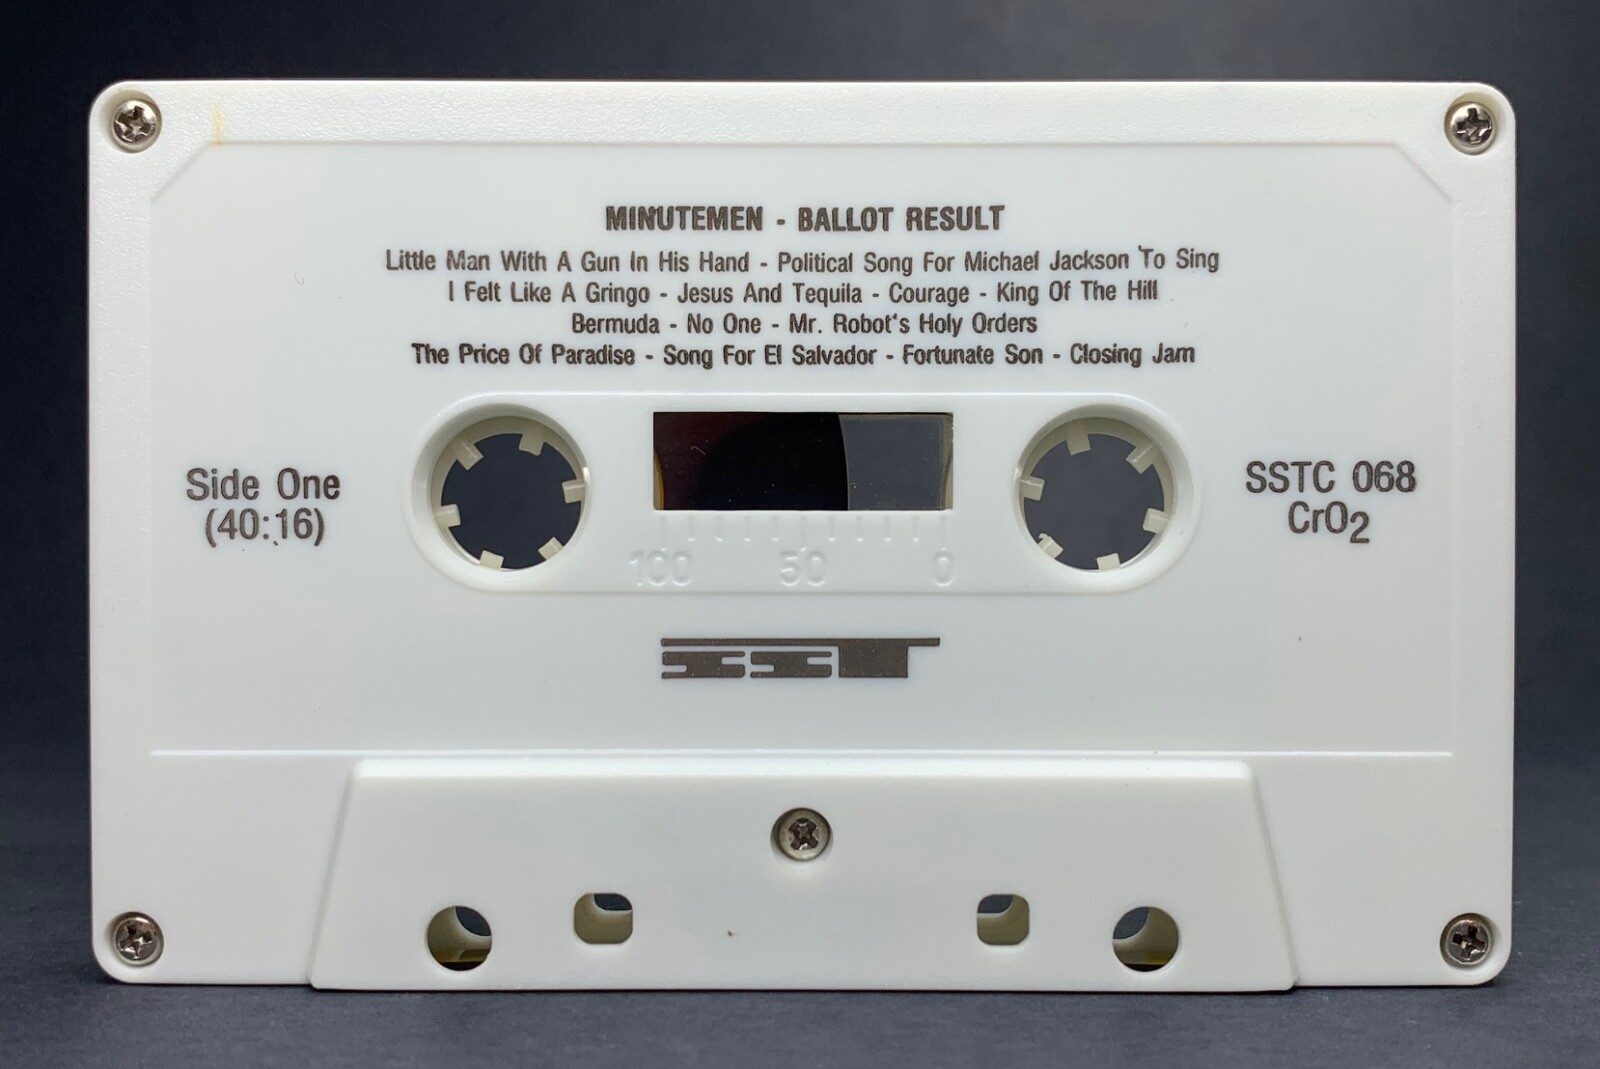 MINUTEMEN - BALLOT RESULT
Little Man With A Gun In His Hand - Political Song For Michael Jackson To Sing
I Felt Like A Gringo - Jesus And Tequila - Courage - King Of The Hill
Bermuda - No One - Mr. Robot's Holy Orders
The Price Of Paradise - Song For El Salvador - Fortunate Son - Closing Jam
Side One
(40:16)
SSTC 068
CrO2
100 50 0
SST